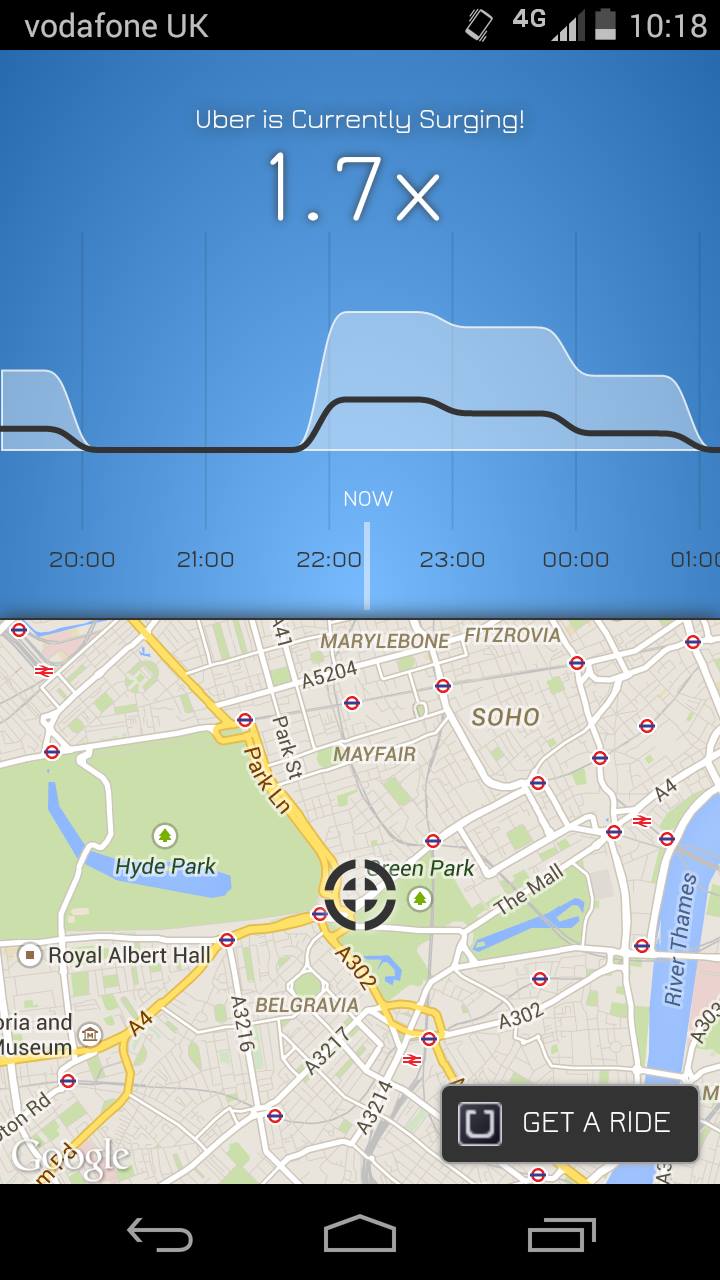 vodafone UK 4G 10:18
Uber is Currently Surging!
1.7x
NOW
20:00 21:00 22:00 23:00 00:00 01:00
A41
MARYLEBONE
FITZROVIA
A5204
SOHO
Park St
MAYFAIR
Park Ln
A4
Hyde Park
Green Park
The Mall
River Thames
Royal Albert Hall
A302
BELGRAVIA
A3216
A4
A302
A3217
A3214
oria and
Museum
ton Rd
GET A RIDE
Google